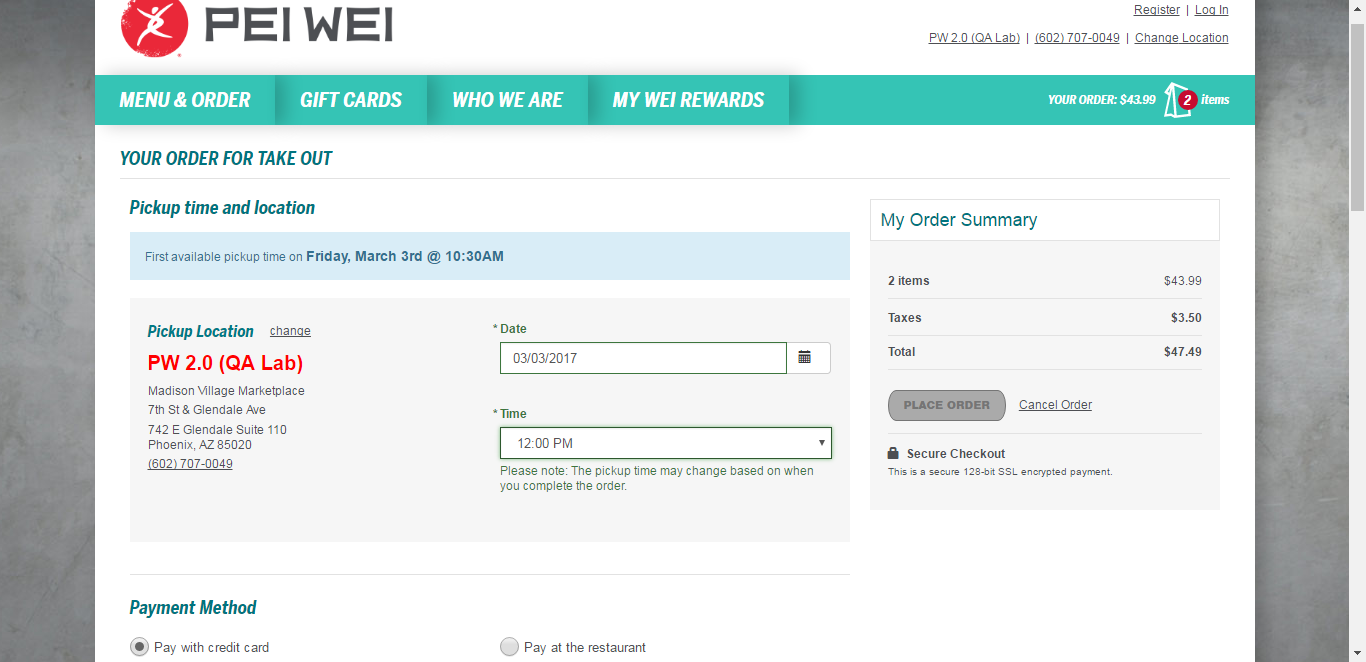 PEI WEI
Register | Log In
PW 2.0 (QA Lab) | (602) 707-0049 | Change Location
MENU & ORDER GIFT CARDS WHO WE ARE MY WEI REWARDS YOUR ORDER: $43.99 2 items
YOUR ORDER FOR TAKE OUT
Pickup time and location
First available pickup time on Friday, March 3rd @ 10:30AM
Pickup Location change
PW 2.0 (QA Lab)
Madison Village Marketplace
7th St & Glendale Ave
742 E Glendale Suite 110
Phoenix, AZ 85020
(602) 707-0049
* Date
03/03/2017
* Time
12:00 PM
Please note: The pickup time may change based on when
you complete the order.
My Order Summary
2 items $43.99
Taxes $3.50
Total $47.49
PLACE ORDER Cancel Order
Secure Checkout
This is a secure 128-bit SSL encrypted payment.
Payment Method
Pay with credit card Pay at the restaurant